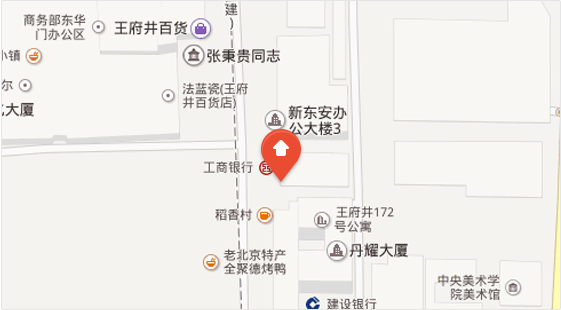 商务部东华
门办公区
王府井百货
建)
小镇
张秉贵同志
尔
法蓝瓷(王府
井百货店)
大厦
新东安办
公大楼3
工商银行
稻香村
王府井172
号公寓
老北京特产
全聚德烤鸭
丹耀大厦
中央美术学
院美术馆
建设银行